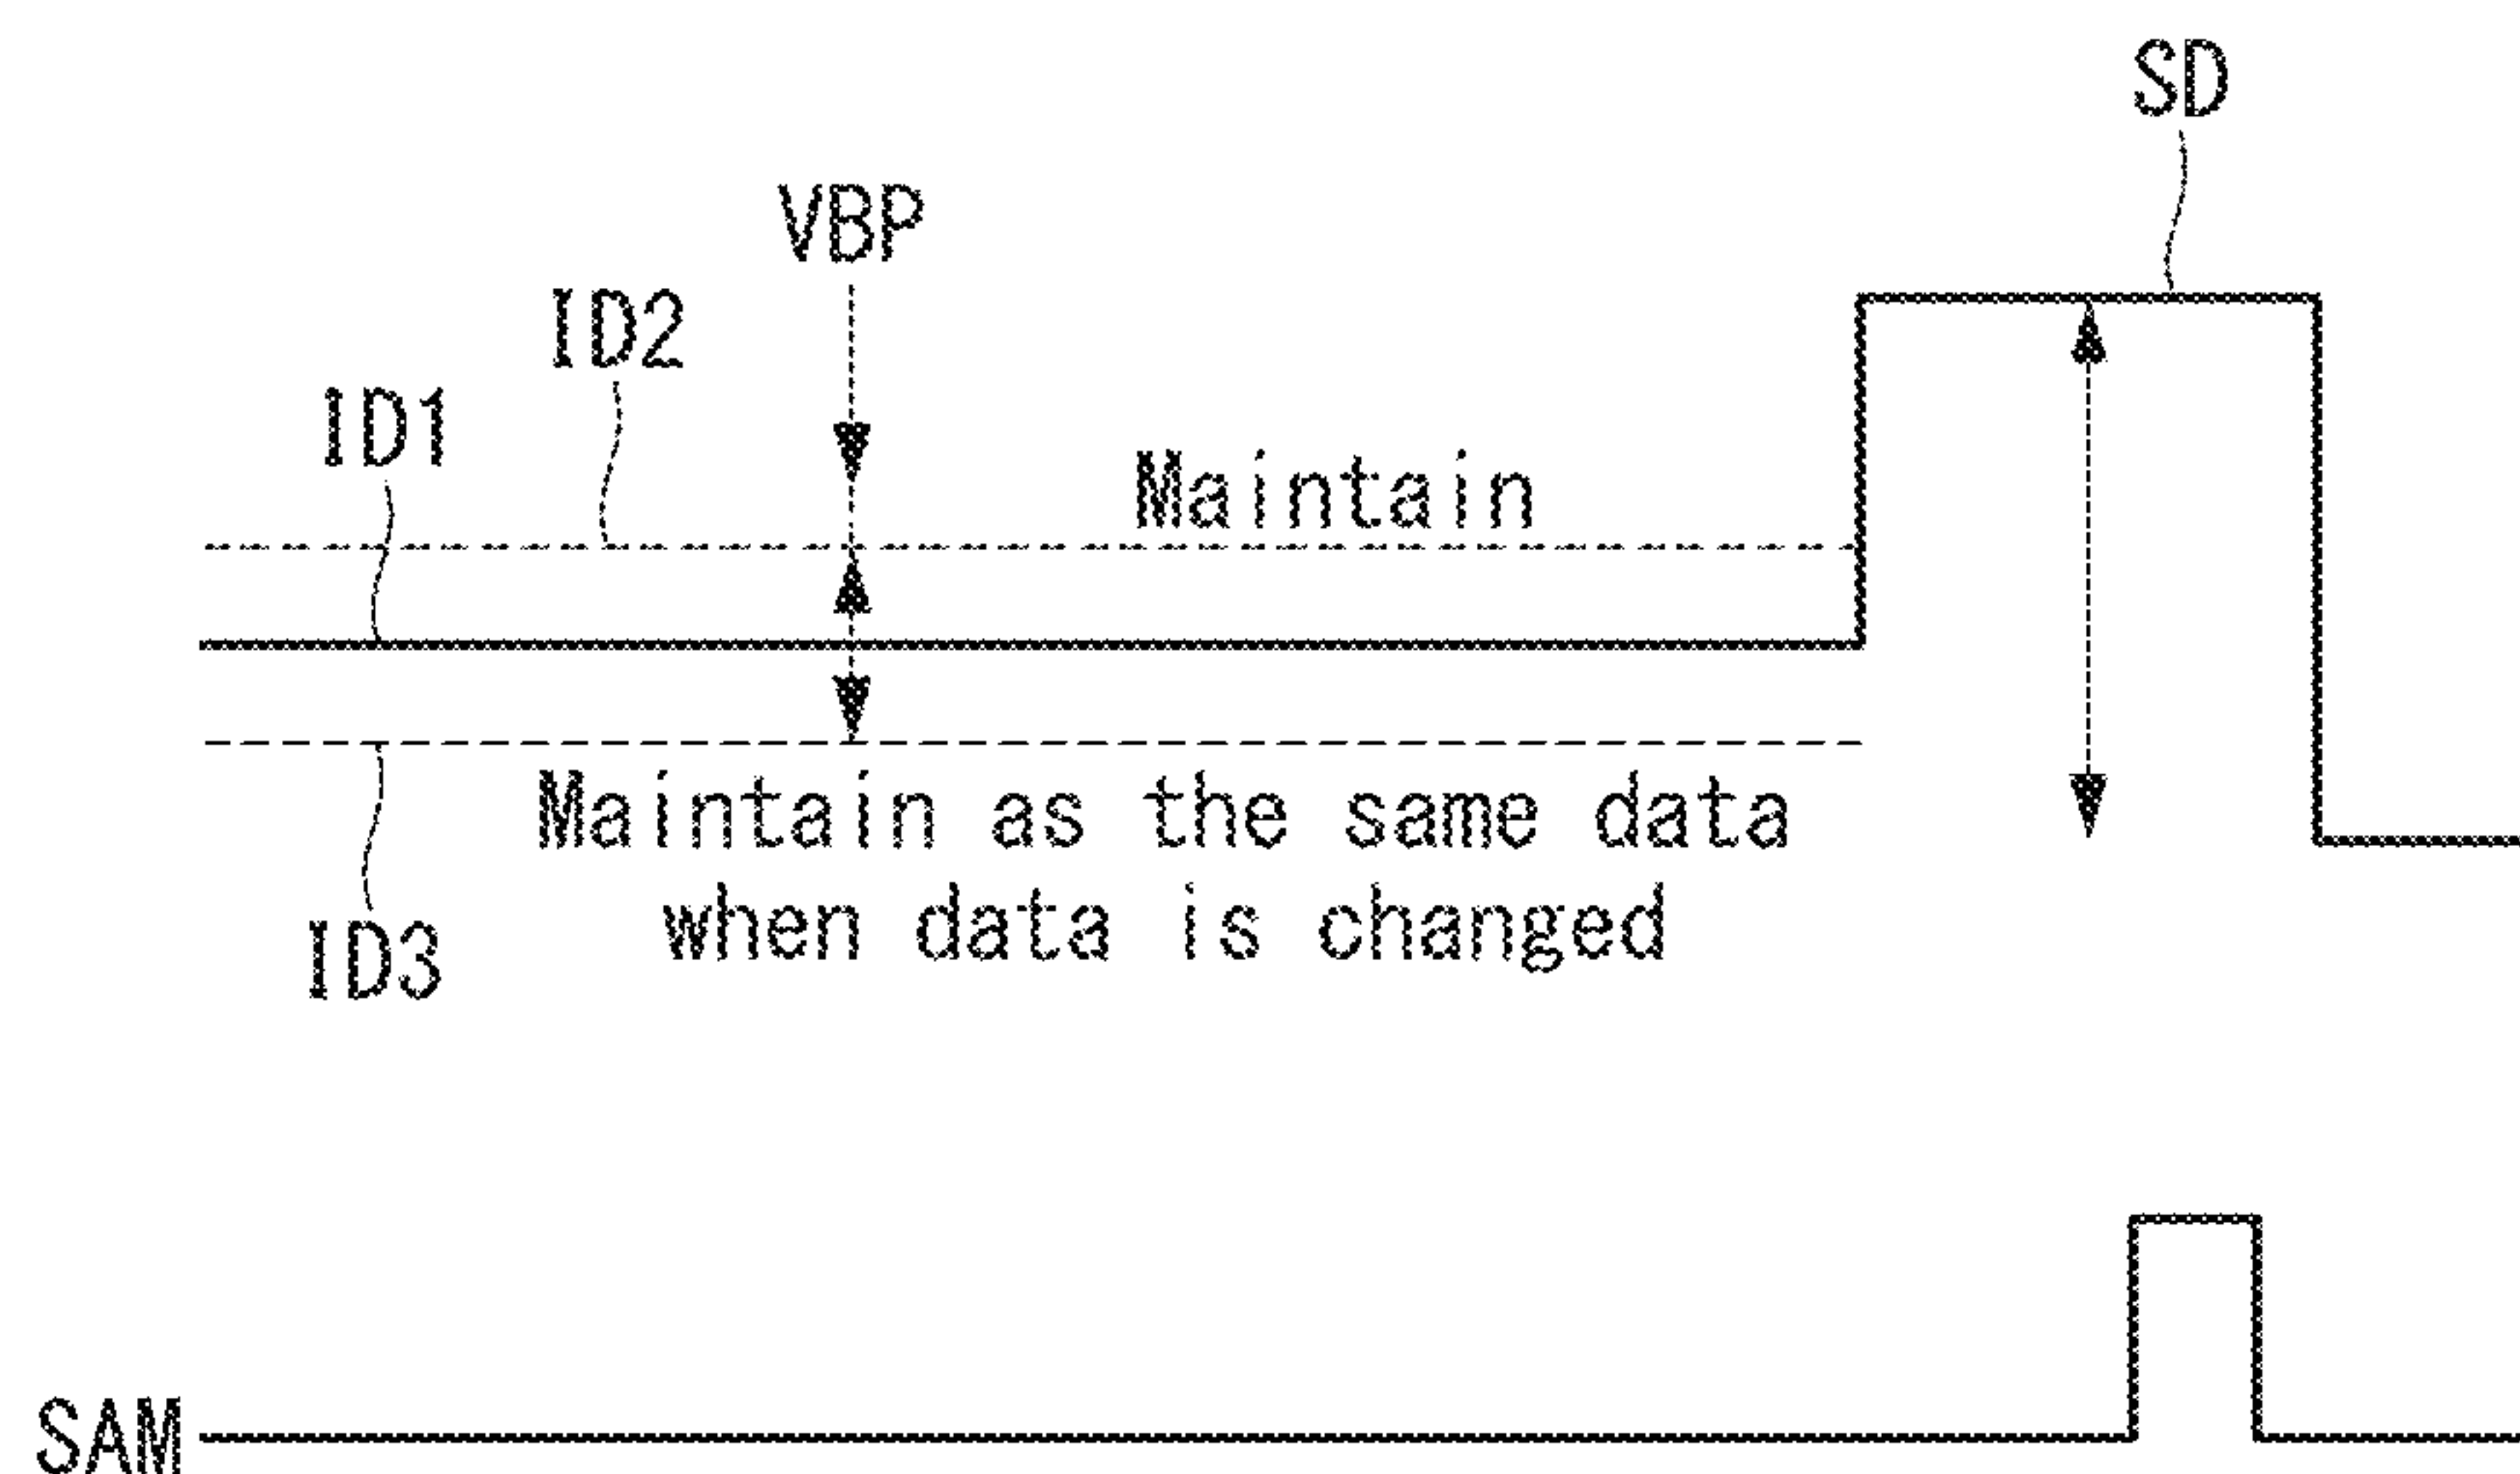 SD
VBP
ID2
ID1
Maintain
Maintain as the same data
when data is changed
ID3
SAM